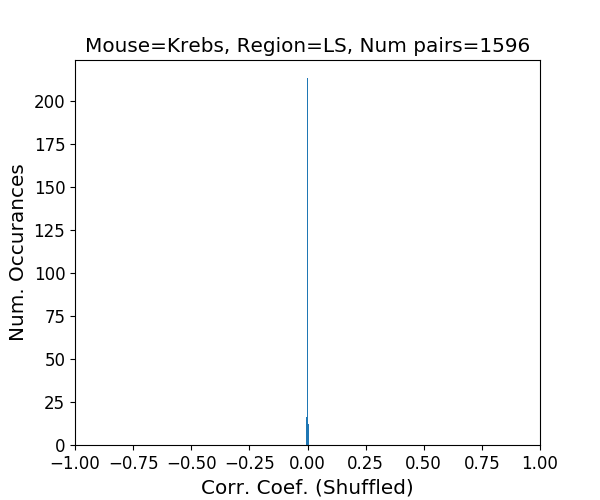 Mouse=Krebs, Region=LS, Num pairs=1596
Num. Occurances
200
175
150
125
100
75
50
25
0
−1.00 −0.75 −0.50 −0.25 0.00 0.25 0.50 0.75 1.00
Corr. Coef. (Shuffled)